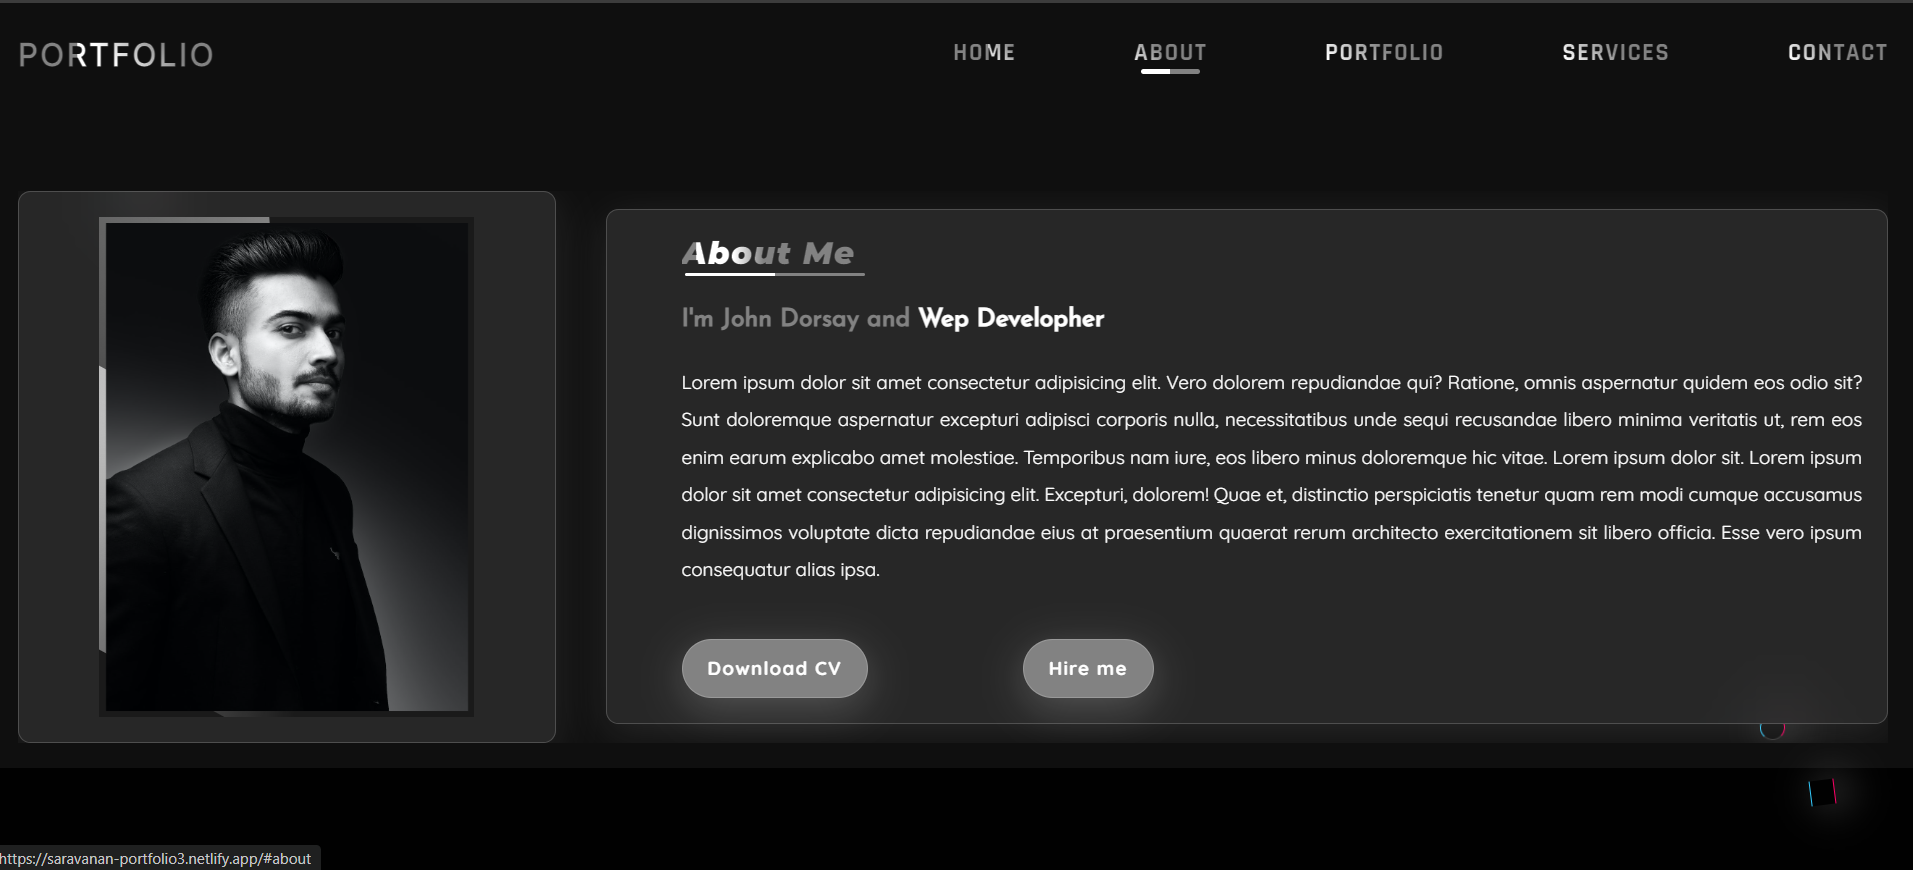 PORTFOLIO
HOME ABOUT PORTFOLIO SERVICES CONTACT
About Me
I'm John Dorsay and Wep Developher
Lorem ipsum dolor sit amet consectetur adipisicing elit. Vero dolorem repudiandae qui? Ratione, omnis aspernatur quidem eos odio sit?
Sunt doloremque aspernatur excepturi adipisci corporis nulla, necessitatibus unde sequi recusandae libero minima veritatis ut, rem eos
enim earum explicabo amet molestiae. Temporibus nam iure, eos libero minus doloremque hic vitae. Lorem ipsum dolor sit. Lorem ipsum
dolor sit amet consectetur adipisicing elit. Excepturi, dolorem! Quae et, distinctio perspiciatis tenetur quam rem modi cumque accusamus
dignissimos voluptate dicta repudiandae eius at praesentium quaerat rerum architecto exercitationem sit libero officia. Esse vero ipsum
consequatur alias ipsa.
Download CV Hire me
https://saravanan-portfolio3.netlify.app/#about